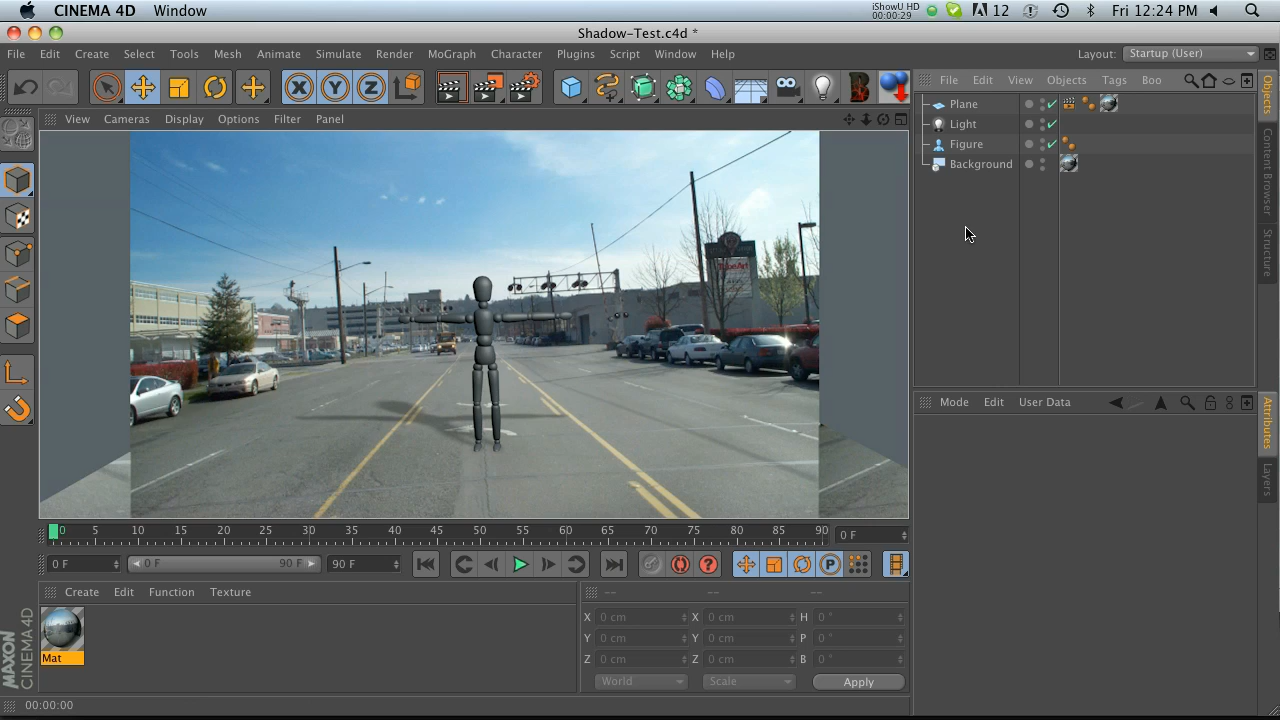 CINEMA 4D Window
iShowU HD
00:00:29
12
Fri 12:24 PM
Shadow-Test.c4d *
File Edit Create Select Tools Mesh Animate Simulate Render MoGraph Character Plugins Script Window Help
Layout: Startup (User)
X Y Z
File Edit View Objects Tags Boo
View Cameras Display Options Filter Panel
Plane
Light
Figure
Background
Objects
Content Browser
Structure
Mode Edit User Data
Attributes
Layers
0 5 10 15 20 25 30 35 40 45 50 55 60 65 70 75 80 85 90
0 F
0 F
0 F 90 F
90 F
P
Create Edit Function Texture
-- -- --
Mat
X 0 cm X 0 cm H 0 °
Y 0 cm Y 0 cm P 0 °
Z 0 cm Z 0 cm B 0 °
World Scale Apply
MAXON
CINEMA 4D
00:00:00